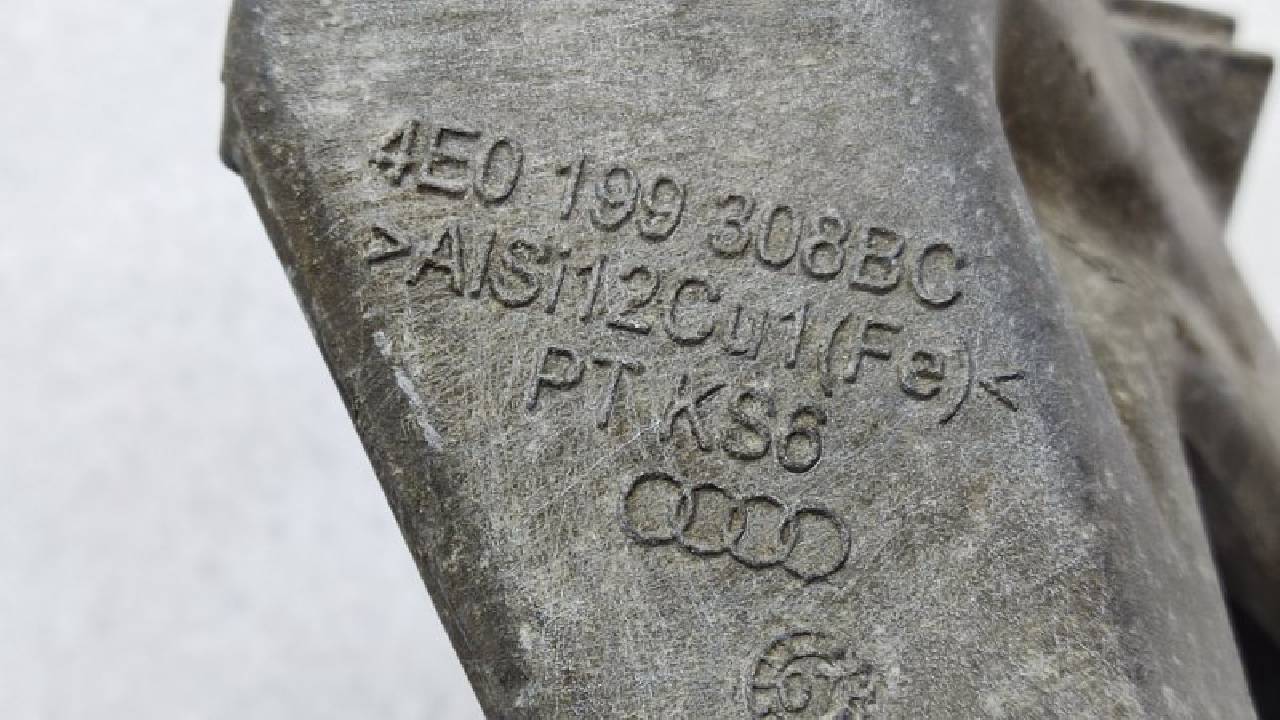 4E0 199 308BC
>AlSi12Cu1(Fe)<
PT KS6